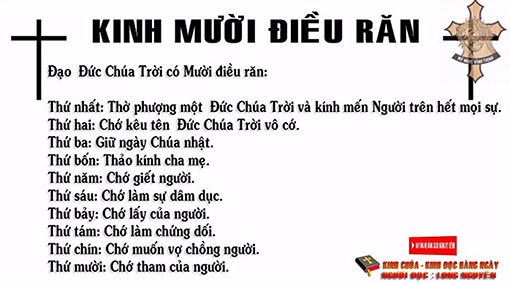 KINH MƯỜI ĐIỀU RĂN
Đạo Đức Chúa Trời có Mười điều răn:
Thứ nhất: Thờ phượng một Đức Chúa Trời và kính mến Người trên hết mọi sự.
Thứ hai: Chớ kêu tên Đức Chúa Trời vô cớ.
Thứ ba: Giữ ngày Chúa nhật.
Thứ bốn: Thảo kính cha mẹ.
Thứ năm: Chớ giết người.
Thứ sáu: Chớ làm sự dâm dục.
Thứ bảy: Chớ lấy của người.
Thứ tám: Chớ làm chứng dối.
Thứ chín: Chớ muốn vợ chồng người.
Thứ mười: Chớ tham của người.
KINH CHÚA - KINH ĐỌC HÀNG NGÀY
NGƯỜI ĐỌC : LONG NGUYÊN